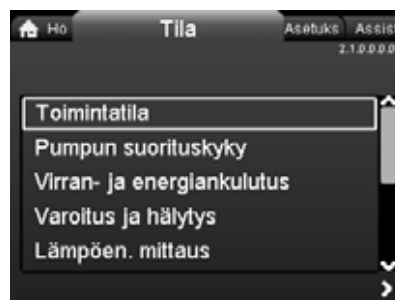 Ho Tila Asetuks Assis
2.1.0.0.0.0
Toimintatila
Pumpun suorituskyky
Virran- ja energiankulutus
Varoitus ja hälytys
Lämpöen. mittaus